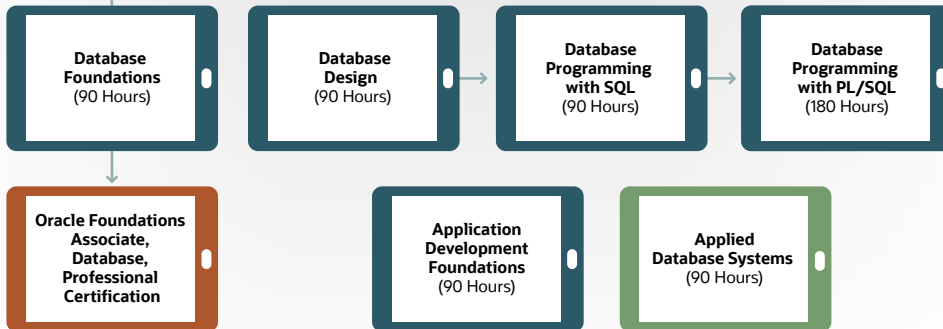 Database
Foundations
(90 Hours)
Database
Design
(90 Hours)
Database
Programming
with SQL
(90 Hours)
Database
Programming
with PL/SQL
(180 Hours)
Oracle Foundations
Associate,
Database,
Professional
Certification
Application
Development
Foundations
(90 Hours)
Applied
Database Systems
(90 Hours)